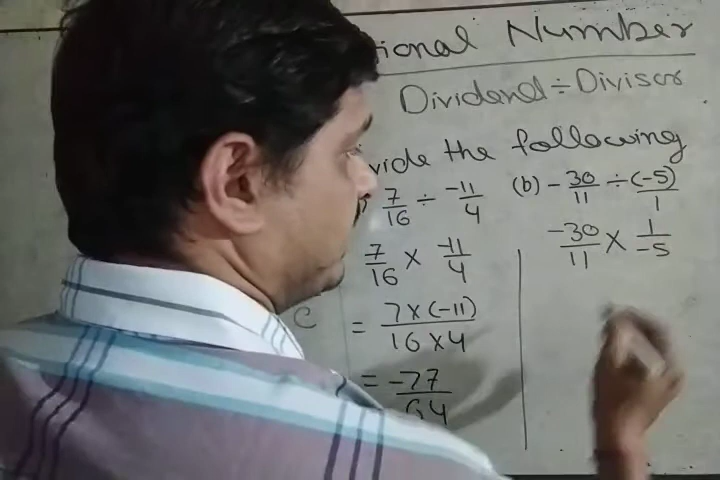 ional Number
Dividend ÷ Divisor
vide the following
7/16 ÷ -11/4
7/16 × -11/4
= 7×(-11)/16×4
= -77/64
(b) -30/11 ÷ (-5)/1
-30/11 × 1/-5